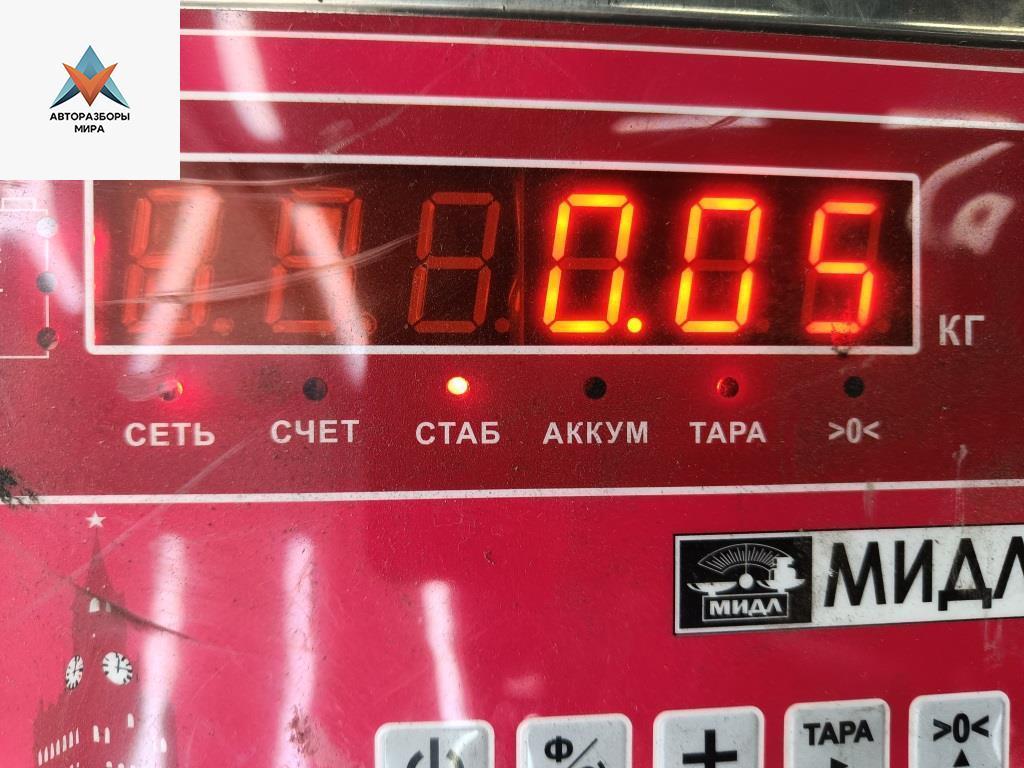 АВТОРАЗБОРЫ
МИРА
0.05
КГ
СЕТЬ СЧЕТ СТАБ АККУМ ТАРА >0<
МИДЛ МИДЛ
ТАРА >0<